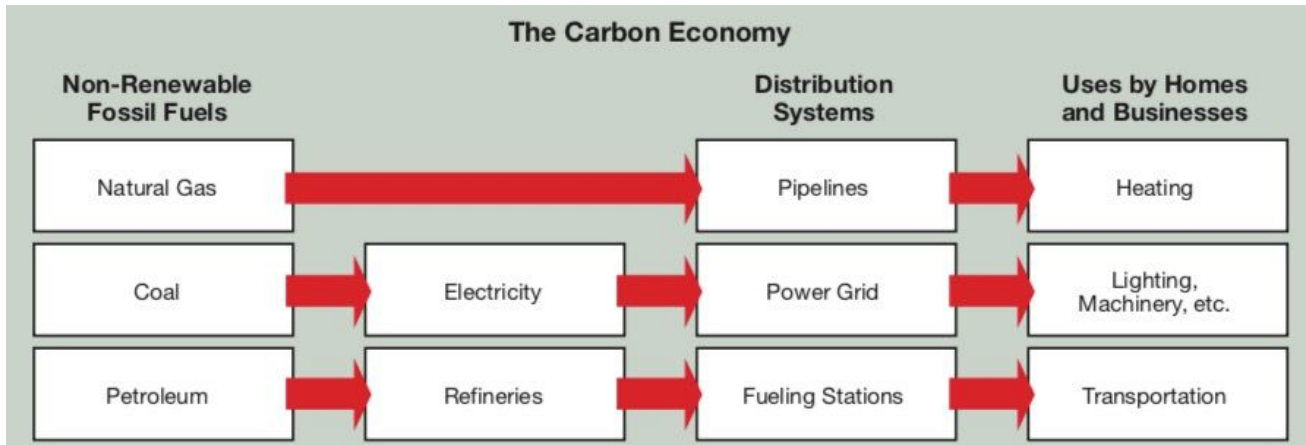 The Carbon Economy
Non-Renewable
Fossil Fuels
Distribution
Systems
Uses by Homes
and Businesses
Natural Gas
Pipelines
Heating
Coal
Electricity
Power Grid
Lighting,
Machinery, etc.
Petroleum
Refineries
Fueling Stations
Transportation